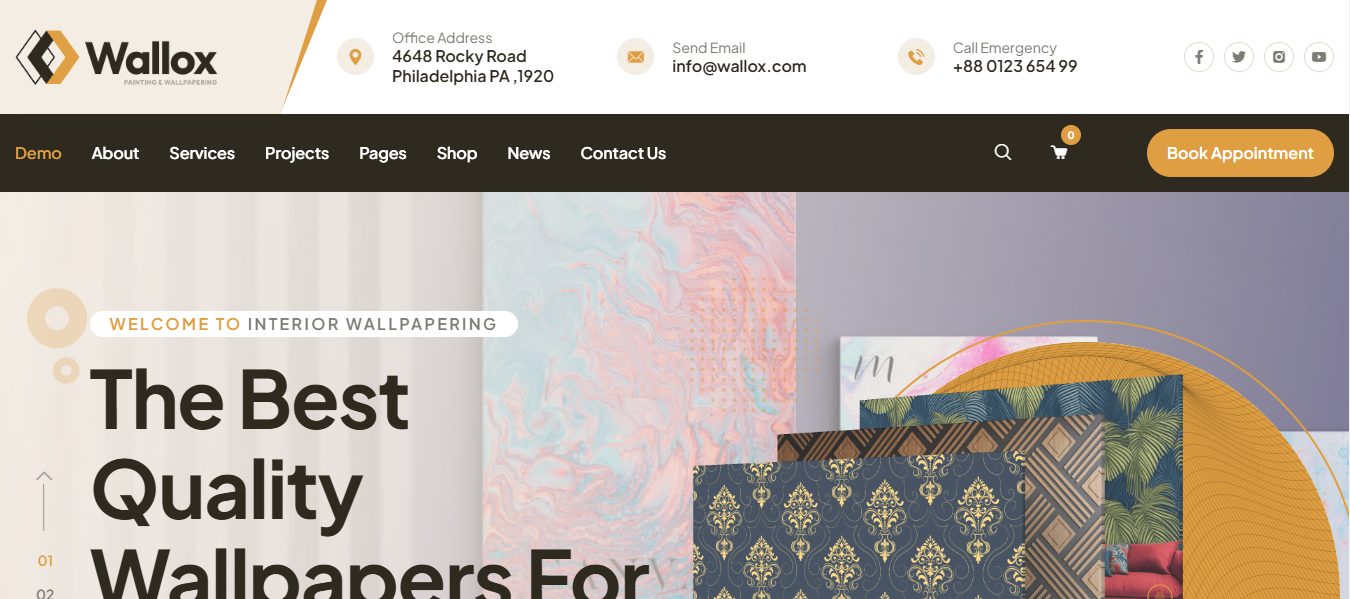 Wallox
PAINTING & WALLPAPERING
Office Address
4648 Rocky Road
Philadelphia PA ,1920
Send Email
info@wallox.com
Call Emergency
+88 0123 654 99
Demo About Services Projects Pages Shop News Contact Us
0
Book Appointment
WELCOME TO INTERIOR WALLPAPERING
m
The Best
Quality
Wallpapers For
01
02